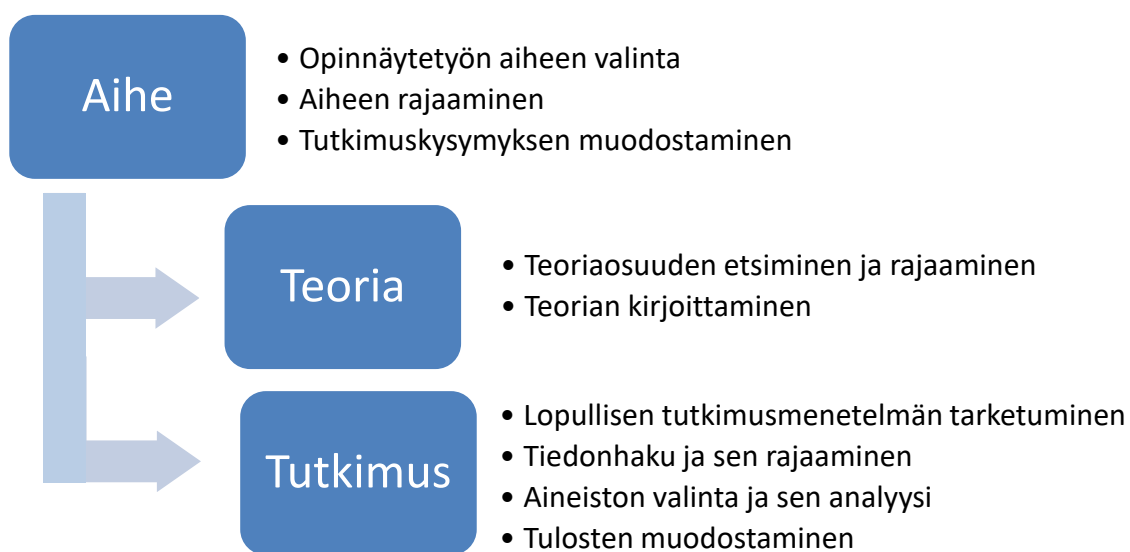 Aihe
• Opinnäytetyön aiheen valinta
• Aiheen rajaaminen
• Tutkimuskysymyksen muodostaminen
Teoria
• Teoriaosuuden etsiminen ja rajaaminen
• Teorian kirjoittaminen
Tutkimus
• Lopullisen tutkimusmenetelmän tarketuminen
• Tiedonhaku ja sen rajaaminen
• Aineiston valinta ja sen analyysi
• Tulosten muodostaminen